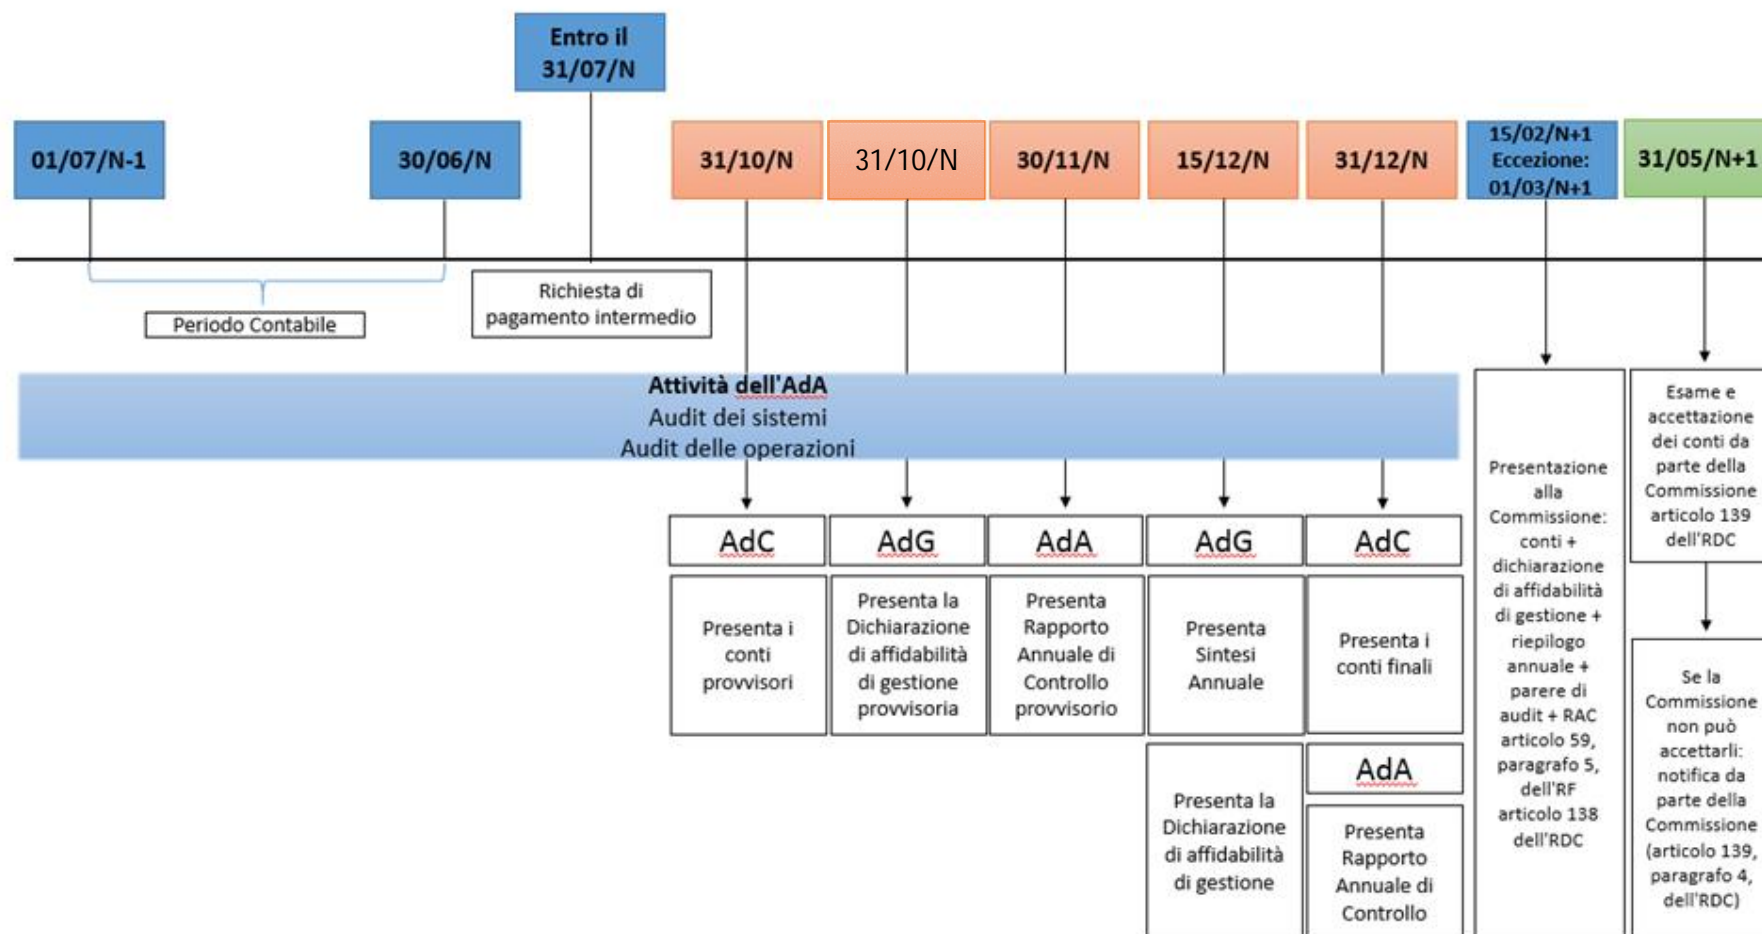 Entro il
31/07/N
01/07/N-1
30/06/N
31/10/N
31/10/N
30/11/N
15/12/N
31/12/N
15/02/N+1
Eccezione:
01/03/N+1
31/05/N+1
Periodo Contabile
Richiesta di
pagamento intermedio
Attività dell'AdA
Audit dei sistemi
Audit delle operazioni
AdC
Presenta i
conti
provvisori
AdG
Presenta la
Dichiarazione
di affidabilità
di gestione
provvisoria
AdA
Presenta
Rapporto
Annuale di
Controllo
provvisorio
AdG
Presenta
Sintesi
Annuale
Presenta la
Dichiarazione
di affidabilità
di gestione
AdC
Presenta i
conti finali
AdA
Presenta
Rapporto
Annuale di
Controllo
Presentazione
alla
Commissione:
conti +
dichiarazione
di affidabilità
di gestione +
riepilogo
annuale +
parere di
audit + RAC
articolo 59,
paragrafo 5,
dell'RF
articolo 138
dell'RDC
Esame e
accettazione
dei conti da
parte della
Commissione
articolo 139
dell'RDC
Se la
Commissione
non può
accettarli:
notifica da
parte della
Commissione
(articolo 139,
paragrafo 4,
dell'RDC)